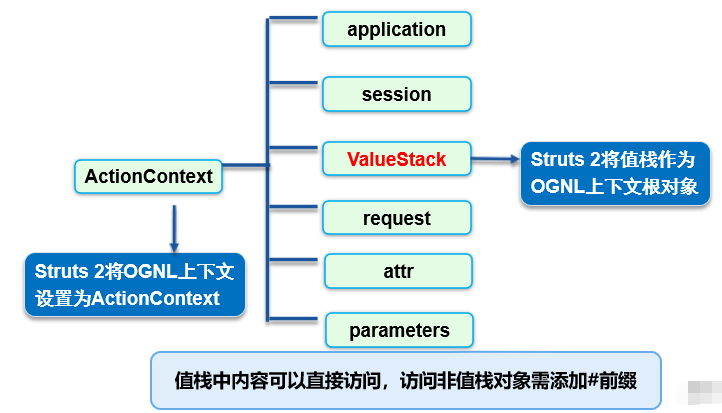 application
session
ValueStack
Struts 2将值栈作为
OGNL上下文根对象
ActionContext
request
Struts 2将OGNL上下文
设置为ActionContext
attr
parameters
值栈中内容可以直接访问，访问非值栈对象需添加#前缀